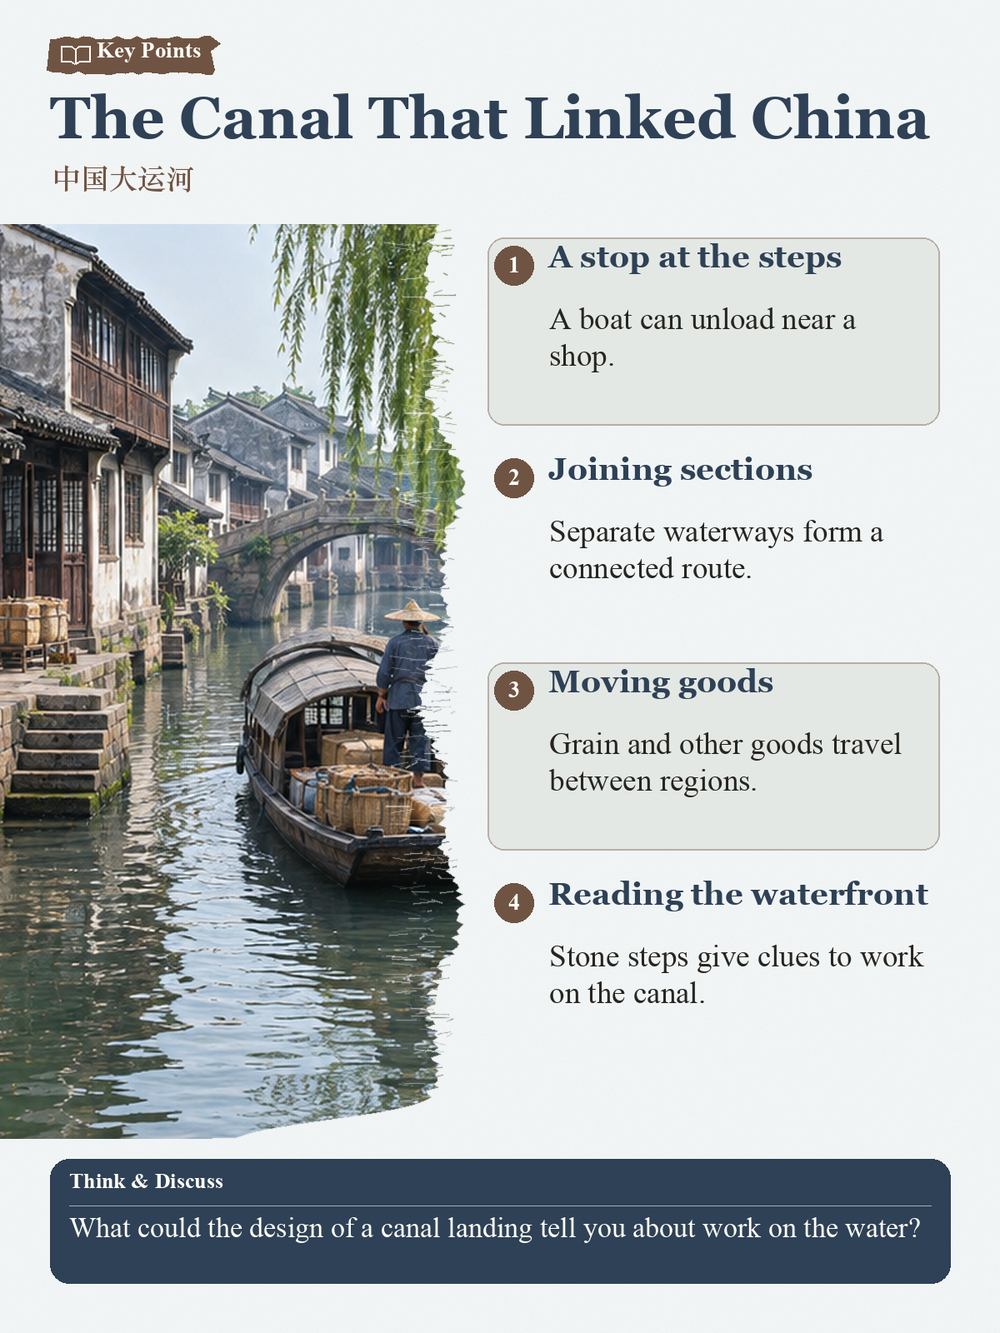 Key Points
The Canal That Linked China
中国大运河
1 A stop at the steps
A boat can unload near a
shop.
2 Joining sections
Separate waterways form a
connected route.
3 Moving goods
Grain and other goods travel
between regions.
4 Reading the waterfront
Stone steps give clues to work
on the canal.
Think & Discuss
What could the design of a canal landing tell you about work on the water?